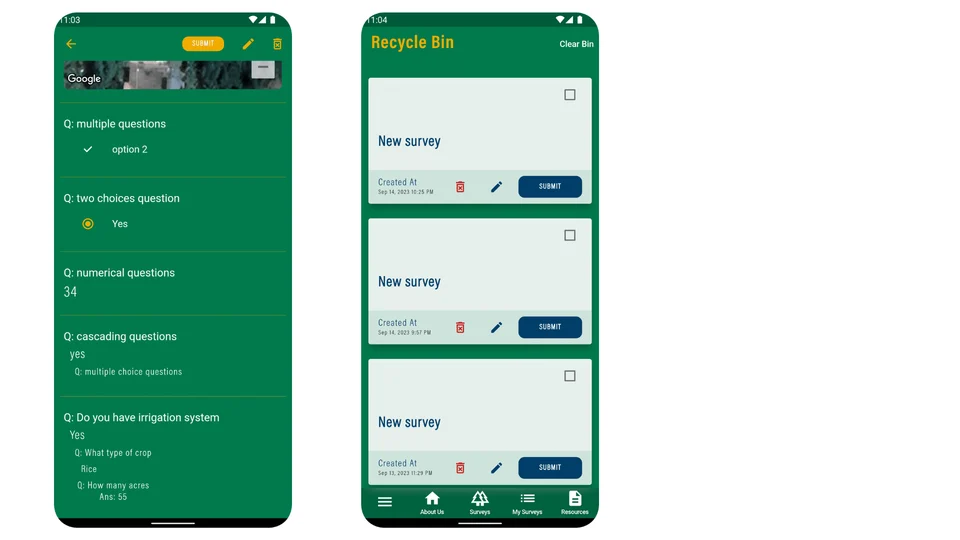 11:03
SUBMIT
Google
Q: multiple questions
option 2
Q: two choices question
Yes
Q: numerical questions
34
Q: cascading questions
yes
Q: multiple choice questions
Q: Do you have irrigation system
Yes
Q: What type of crop
Rice
Q: How many acres
Ans: 55
11:04
Recycle Bin
Clear Bin
New survey
Created At
Sep 14, 2023 10:25 PM
SUBMIT
New survey
Created At
Sep 14, 2023 9:57 PM
SUBMIT
New survey
Created At
Sep 13, 2023 11:29 PM
SUBMIT
About Us
Surveys
My Surveys
Resources